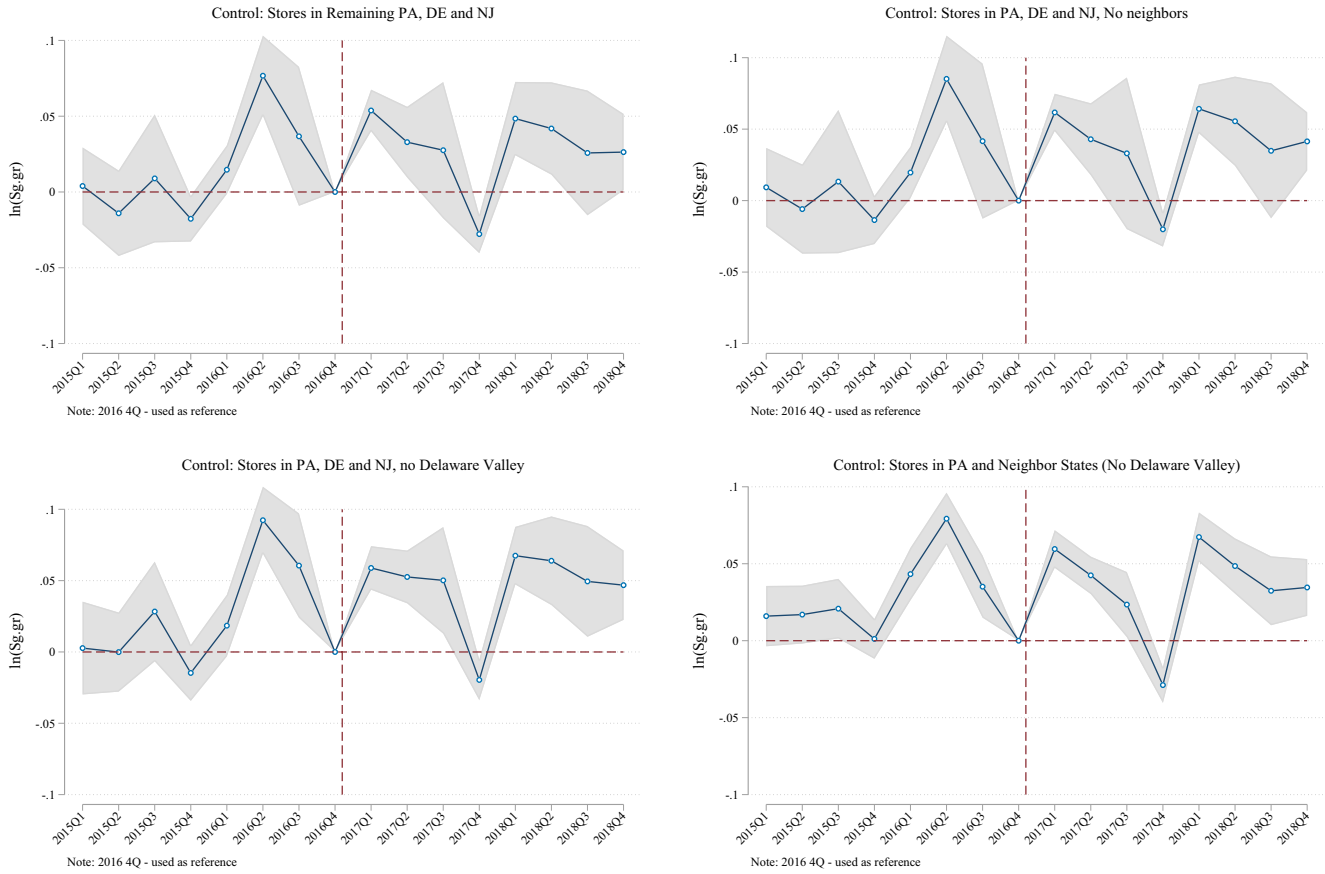 Control: Stores in Remaining PA, DE and NJ
.1
.05
0
-.05
-.1
ln(Sg.gr)
2015Q1
2015Q2
2015Q3
2015Q4
2016Q1
2016Q2
2016Q3
2016Q4
2017Q1
2017Q2
2017Q3
2017Q4
2018Q1
2018Q2
2018Q3
2018Q4
Note: 2016 4Q - used as reference
Control: Stores in PA, DE and NJ, No neighbors
.1
.05
0
-.05
-.1
ln(Sg.gr)
2015Q1
2015Q2
2015Q3
2015Q4
2016Q1
2016Q2
2016Q3
2016Q4
2017Q1
2017Q2
2017Q3
2017Q4
2018Q1
2018Q2
2018Q3
2018Q4
Note: 2016 4Q - used as reference
Control: Stores in PA, DE and NJ, no Delaware Valley
.1
.05
0
-.05
-.1
ln(Sg.gr)
2015Q1
2015Q2
2015Q3
2015Q4
2016Q1
2016Q2
2016Q3
2016Q4
2017Q1
2017Q2
2017Q3
2017Q4
2018Q1
2018Q2
2018Q3
2018Q4
Note: 2016 4Q - used as reference
Control: Stores in PA and Neighbor States (No Delaware Valley)
.1
.05
0
-.05
-.1
ln(Sg.gr)
2015Q1
2015Q2
2015Q3
2015Q4
2016Q1
2016Q2
2016Q3
2016Q4
2017Q1
2017Q2
2017Q3
2017Q4
2018Q1
2018Q2
2018Q3
2018Q4
Note: 2016 4Q - used as reference